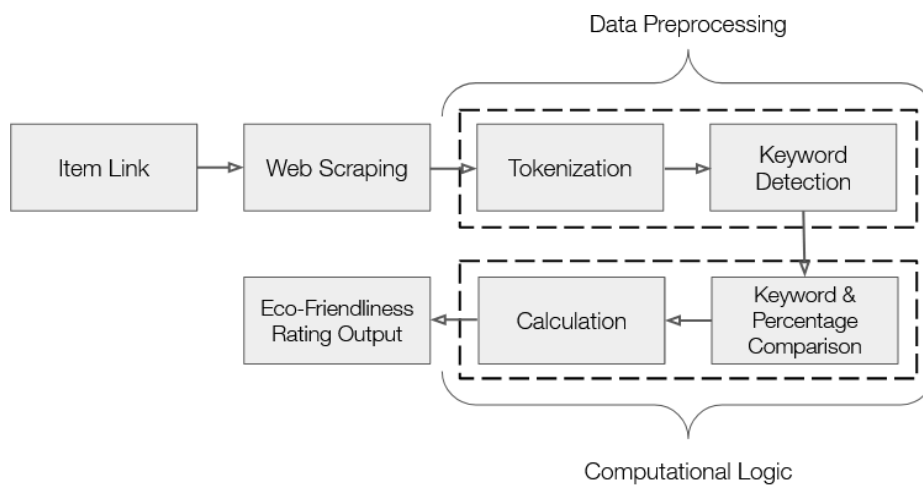 Data Preprocessing
Item Link
Web Scraping
Tokenization
Keyword
Detection
Keyword &
Percentage
Comparison
Calculation
Eco-Friendliness
Rating Output
Computational Logic